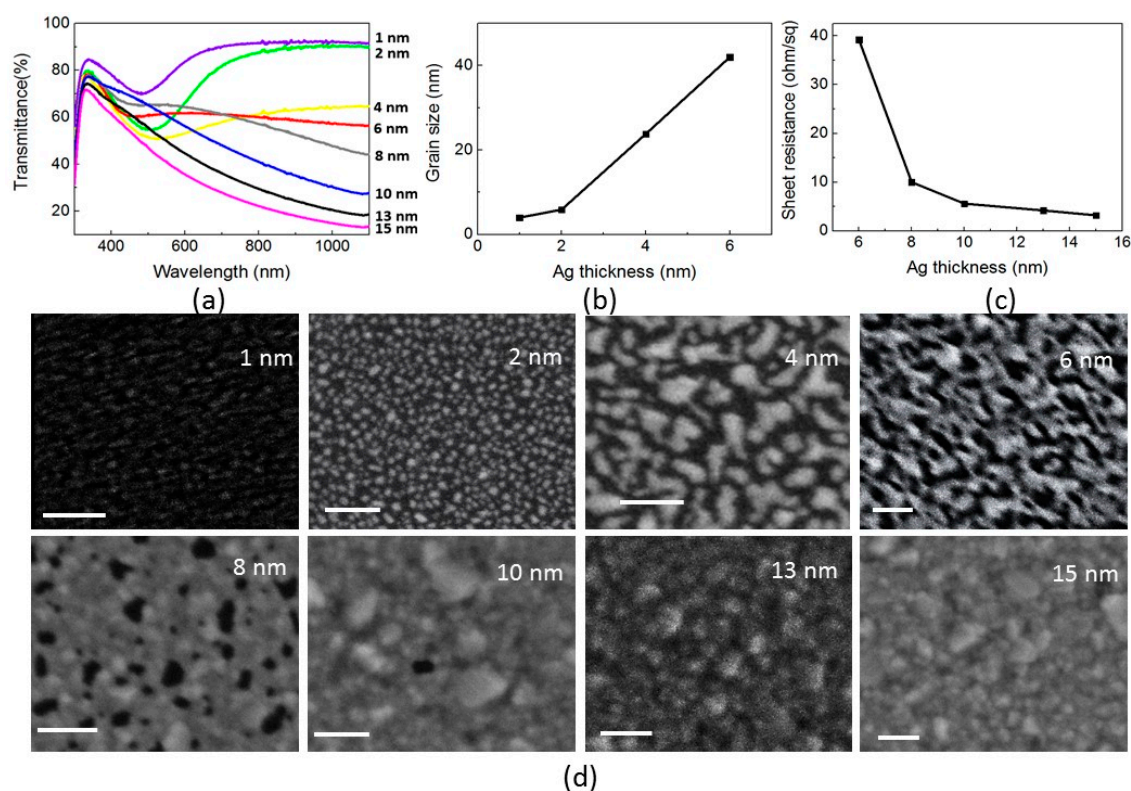 Transmittance(%)
100
80
60
40
20
400
600
800
1000
Wavelength (nm)
1 nm
2 nm
4 nm
6 nm
8 nm
10 nm
13 nm
15 nm
(a)
Grain size (nm)
40
20
0
0
2
4
6
Ag thickness (nm)
(b)
Sheet resistance (ohm/sq)
40
30
20
10
0
6
8
10
12
14
16
Ag thickness (nm)
(c)
1 nm
2 nm
4 nm
6 nm
8 nm
10 nm
13 nm
15 nm
(d)